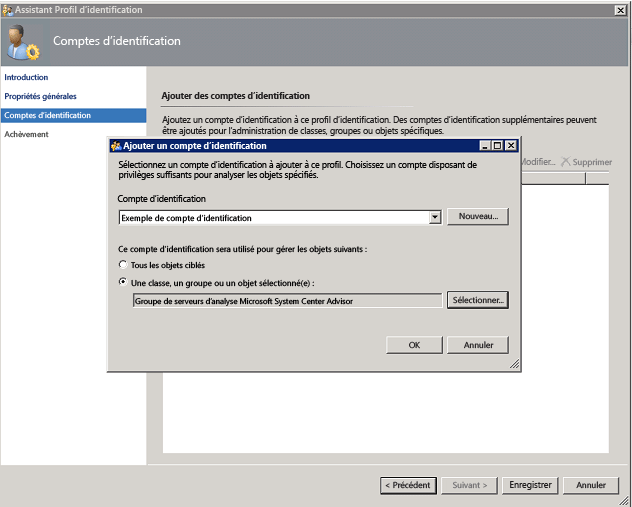 Assistant Profil d'identification
Comptes d'identification
Introduction
Propriétés générales
Comptes d'identification
Achèvement
Ajouter des comptes d'identification
Ajoutez un compte d'identification à ce profil d'identification. Des comptes d'identification supplémentaires peuvent
être ajoutés pour l'administration de classes, groupes ou objets spécifiques.
Modifier... Supprimer
Ajouter un compte d'identification
Sélectionnez un compte d'identification à ajouter à ce profil. Choisissez un compte disposant de
privilèges suffisants pour analyser les objets spécifiés.
Compte d'identification
Exemple de compte d'identification
Nouveau...
Ce compte d'identification sera utilisé pour gérer les objets suivants :
Tous les objets ciblés
Une classe, un groupe ou un objet sélectionné(e) :
Groupe de serveurs d'analyse Microsoft System Center Advisor
Sélectionner...
OK Annuler
< Précédent Suivant > Enregistrer Annuler